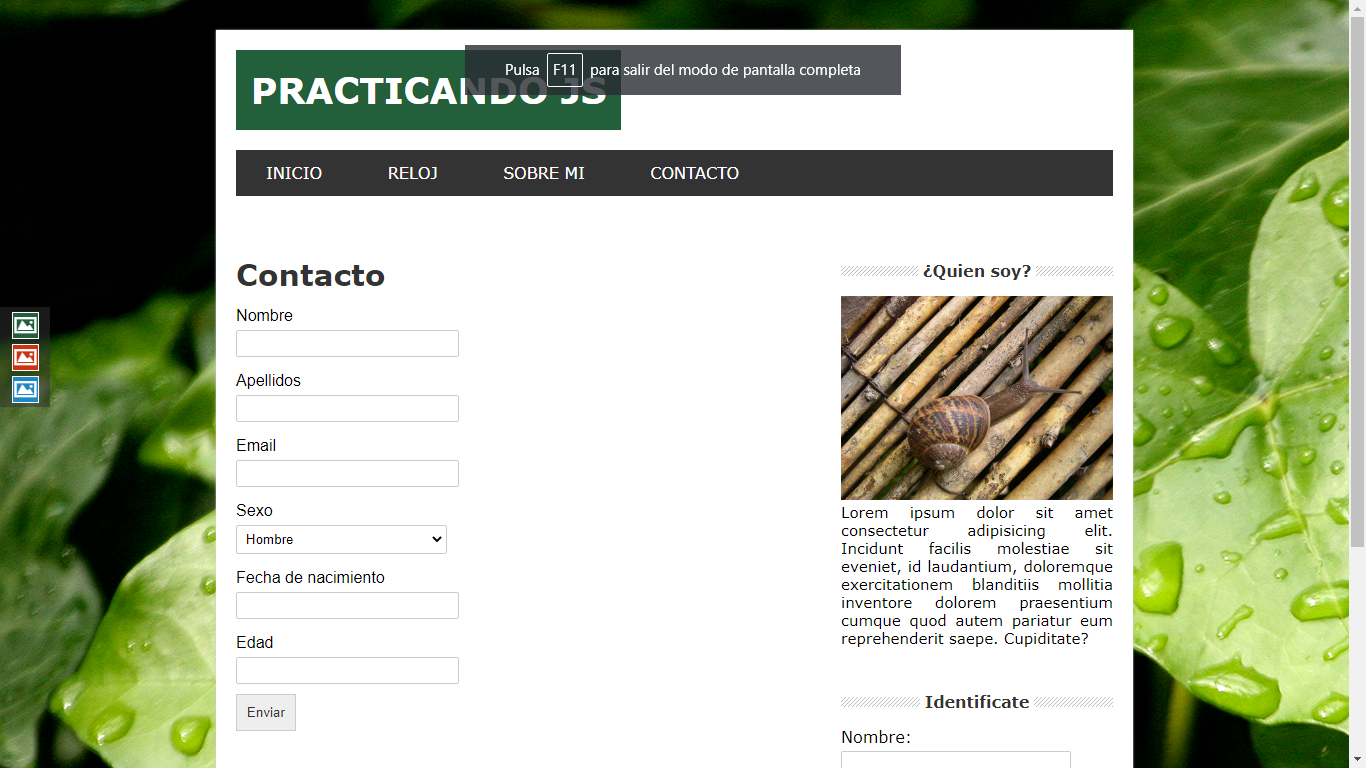 PRACTICANDO JS
Pulsa F11 para salir del modo de pantalla completa
INICIO RELOJ SOBRE MI CONTACTO
Contacto
Nombre
Apellidos
Email
Sexo
Hombre
Fecha de nacimiento
Edad
Enviar
¿Quien soy?
Lorem ipsum dolor sit amet
consectetur adipisicing elit.
Incidunt facilis molestiae sit
eveniet, id laudantium, doloremque
exercitationem blanditiis mollitia
inventore dolorem praesentium
cumque quod autem pariatur eum
reprehenderit saepe. Cupiditate?
Identificate
Nombre: